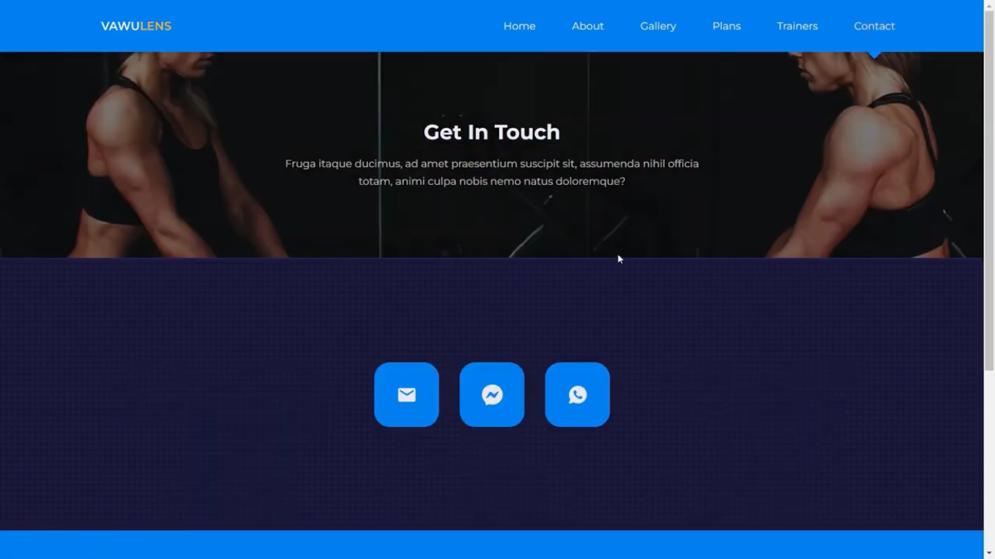 VAWULENS
Home About Gallery Plans Trainers Contact
Get In Touch
Fruga itaque ducimus, ad amet praesentium suscipit sit, assumenda nihil officia
totam, animi culpa nobis nemo natus doloremque?